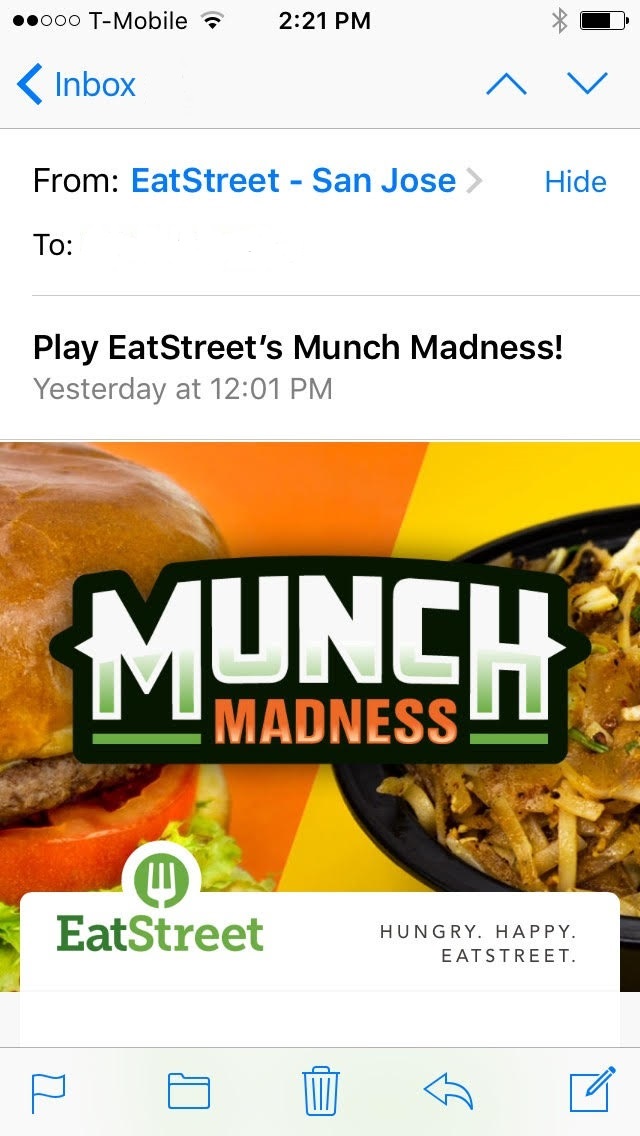 T-Mobile 2:21 PM
Inbox
From: EatStreet - San Jose Hide
To:
Play EatStreet’s Munch Madness!
Yesterday at 12:01 PM
MUNCH
MADNESS
EatStreet
HUNGRY. HAPPY.
EATSTREET.